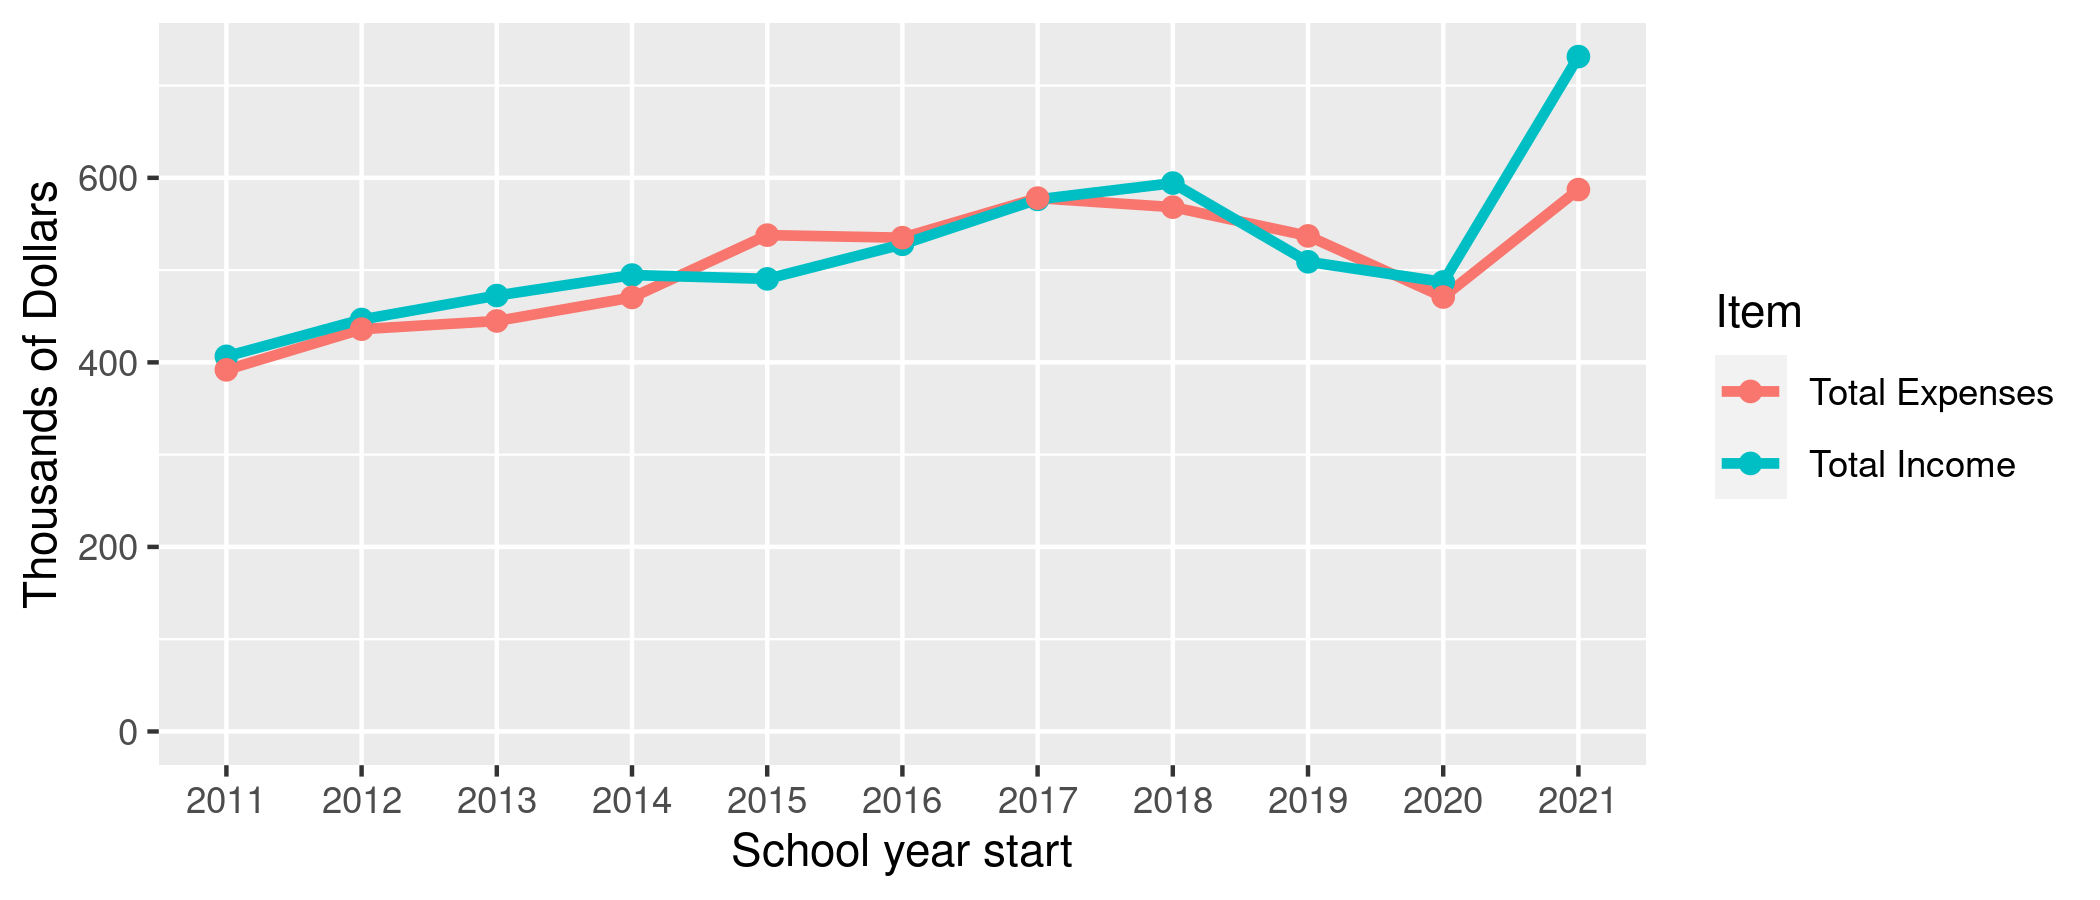 Thousands of Dollars
600
400
200
0
2011 2012 2013 2014 2015 2016 2017 2018 2019 2020 2021
School year start
Item
Total Expenses
Total Income